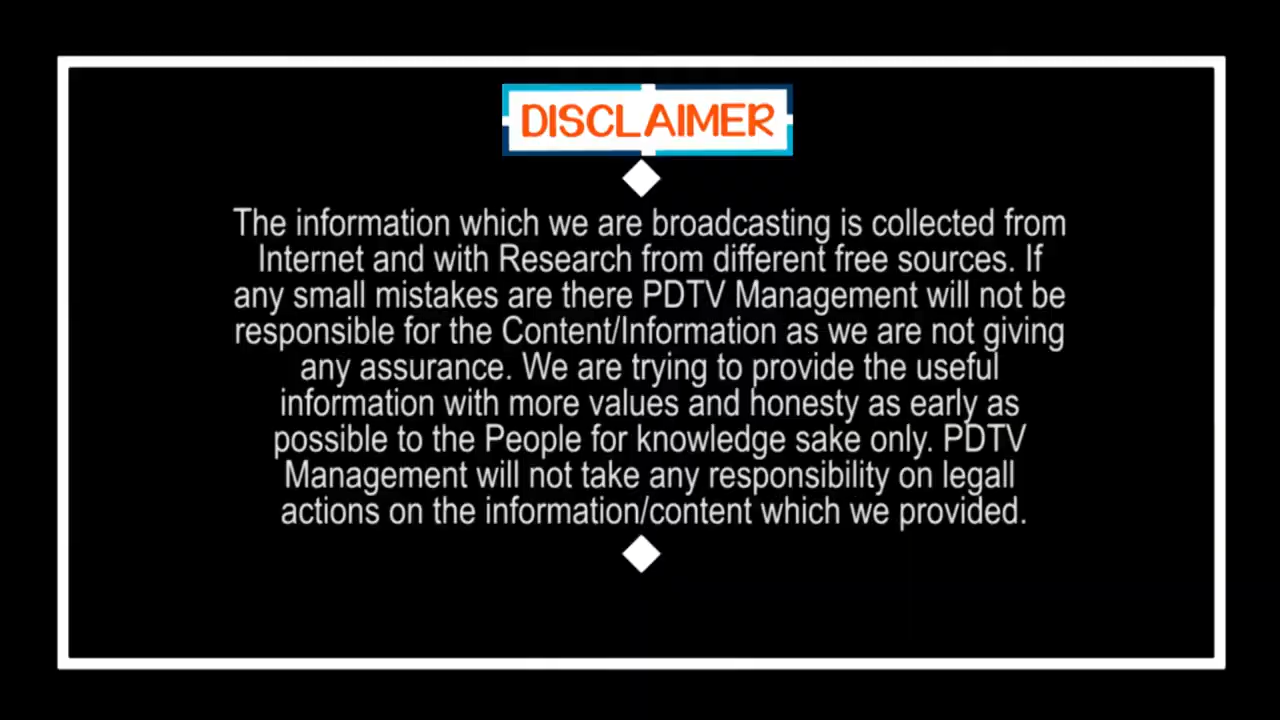 DISCLAIMER
The information which we are broadcasting is collected from
Internet and with Research from different free sources. If
any small mistakes are there PDTV Management will not be
responsible for the Content/Information as we are not giving
any assurance. We are trying to provide the useful
information with more values and honesty as early as
possible to the People for knowledge sake only. PDTV
Management will not take any responsibility on legall
actions on the information/content which we provided.